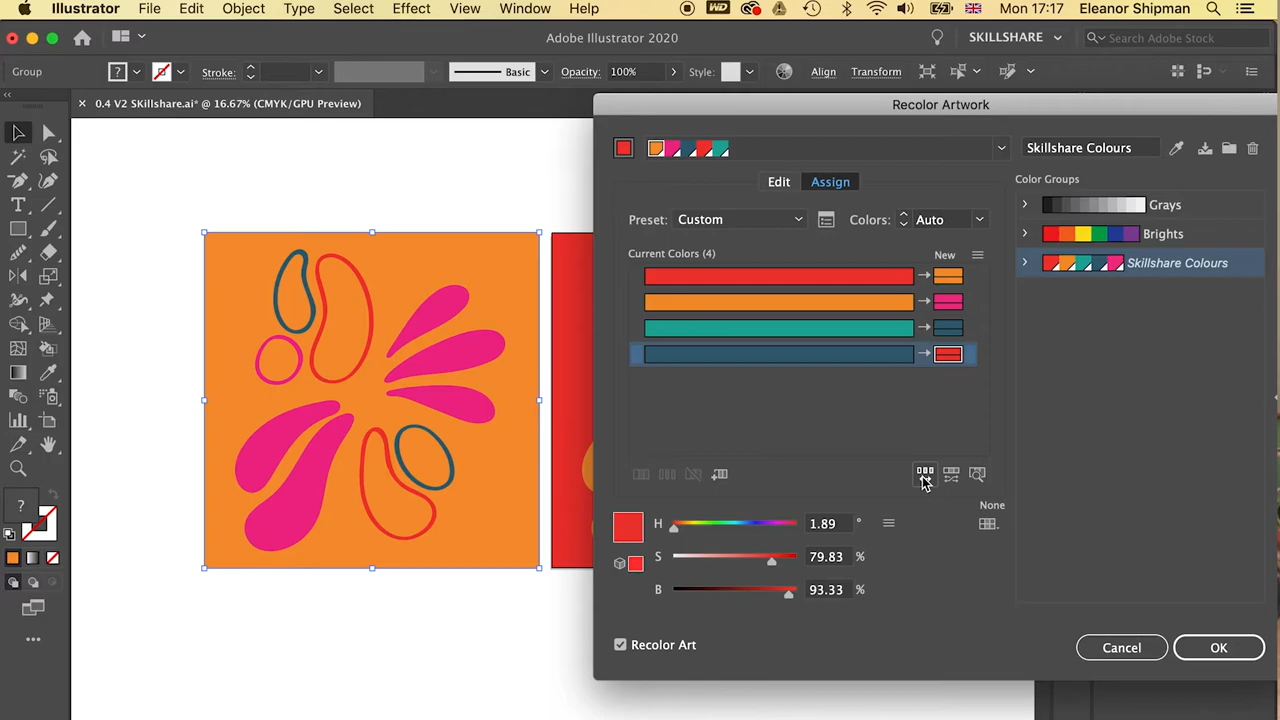 Illustrator File Edit Object Type Select Effect View Window Help WD Mon 17:17 Eleanor Shipman
Adobe Illustrator 2020 SKILLSHARE Search Adobe Stock
Group ? Stroke: Basic Opacity: 100% Style: Align Transform
× 0.4 V2 SKillshare.ai* @ 16.67% (CMYK/GPU Preview)
Recolor Artwork
Skillshare Colours
Edit Assign
Color Groups
Preset: Custom Colors: Auto
Grays
Brights
Skillshare Colours
Current Colors (4) New
None
H 1.89 °
S 79.83 %
B 93.33 %
?
Recolor Art
Cancel OK